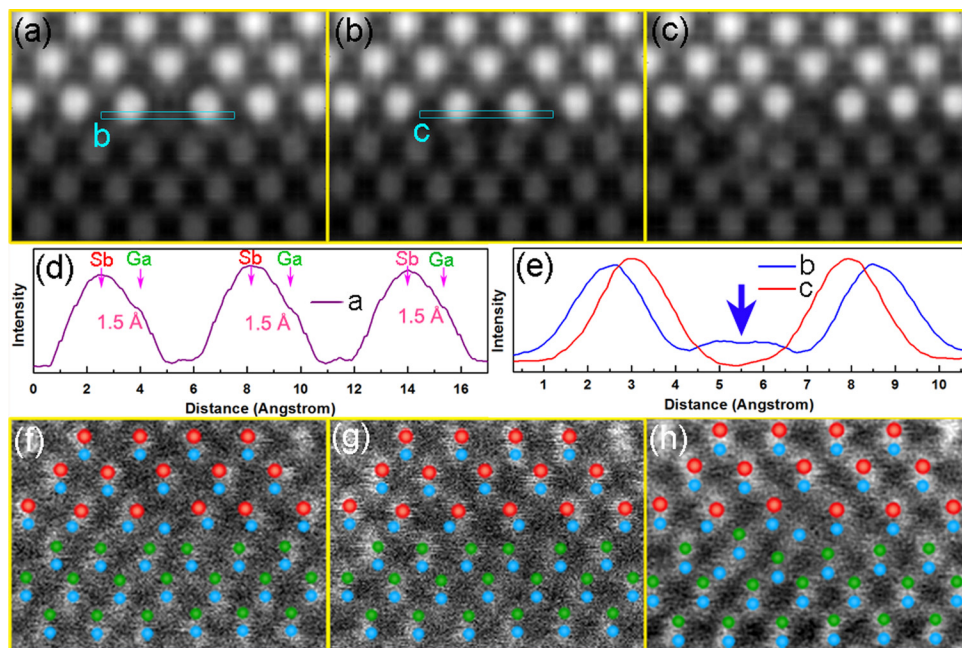 (a)
(b)
(c)
b
c
(d)
Sb Ga
Sb Ga
Sb Ga
1.5 Å
1.5 Å
1.5 Å
a
Intensity
0 2 4 6 8 10 12 14 16
Distance (Angstrom)
(e)
b
c
Intensity
1 2 3 4 5 6 7 8 9 10
Distance (Angstrom)
(f)
(g)
(h)